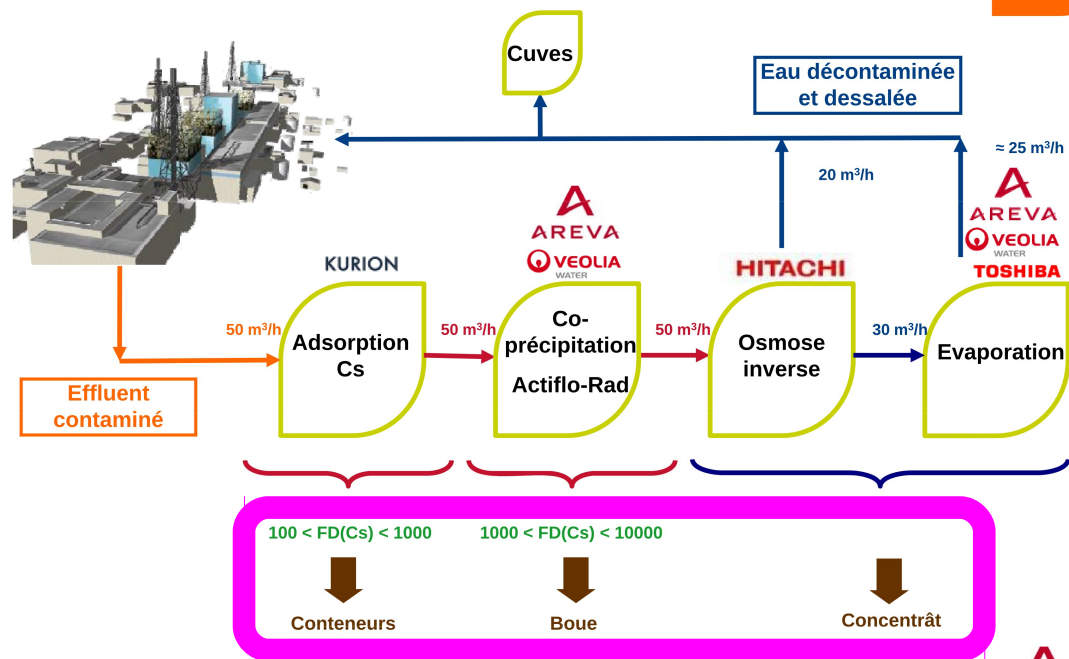 Cuves
Eau décontaminée
et dessalée
≈ 25 m³/h
20 m³/h
AREVA
VEOLIA
WATER
AREVA
VEOLIA
WATER
TOSHIBA
KURION
HITACHI
50 m³/h
Adsorption
Cs
50 m³/h
Co-
précipitation
Actiflo-Rad
50 m³/h
Osmose
inverse
30 m³/h
Evaporation
Effluent
contaminé
100 < FD(Cs) < 1000
1000 < FD(Cs) < 10000
Conteneurs
Boue
Concentrât